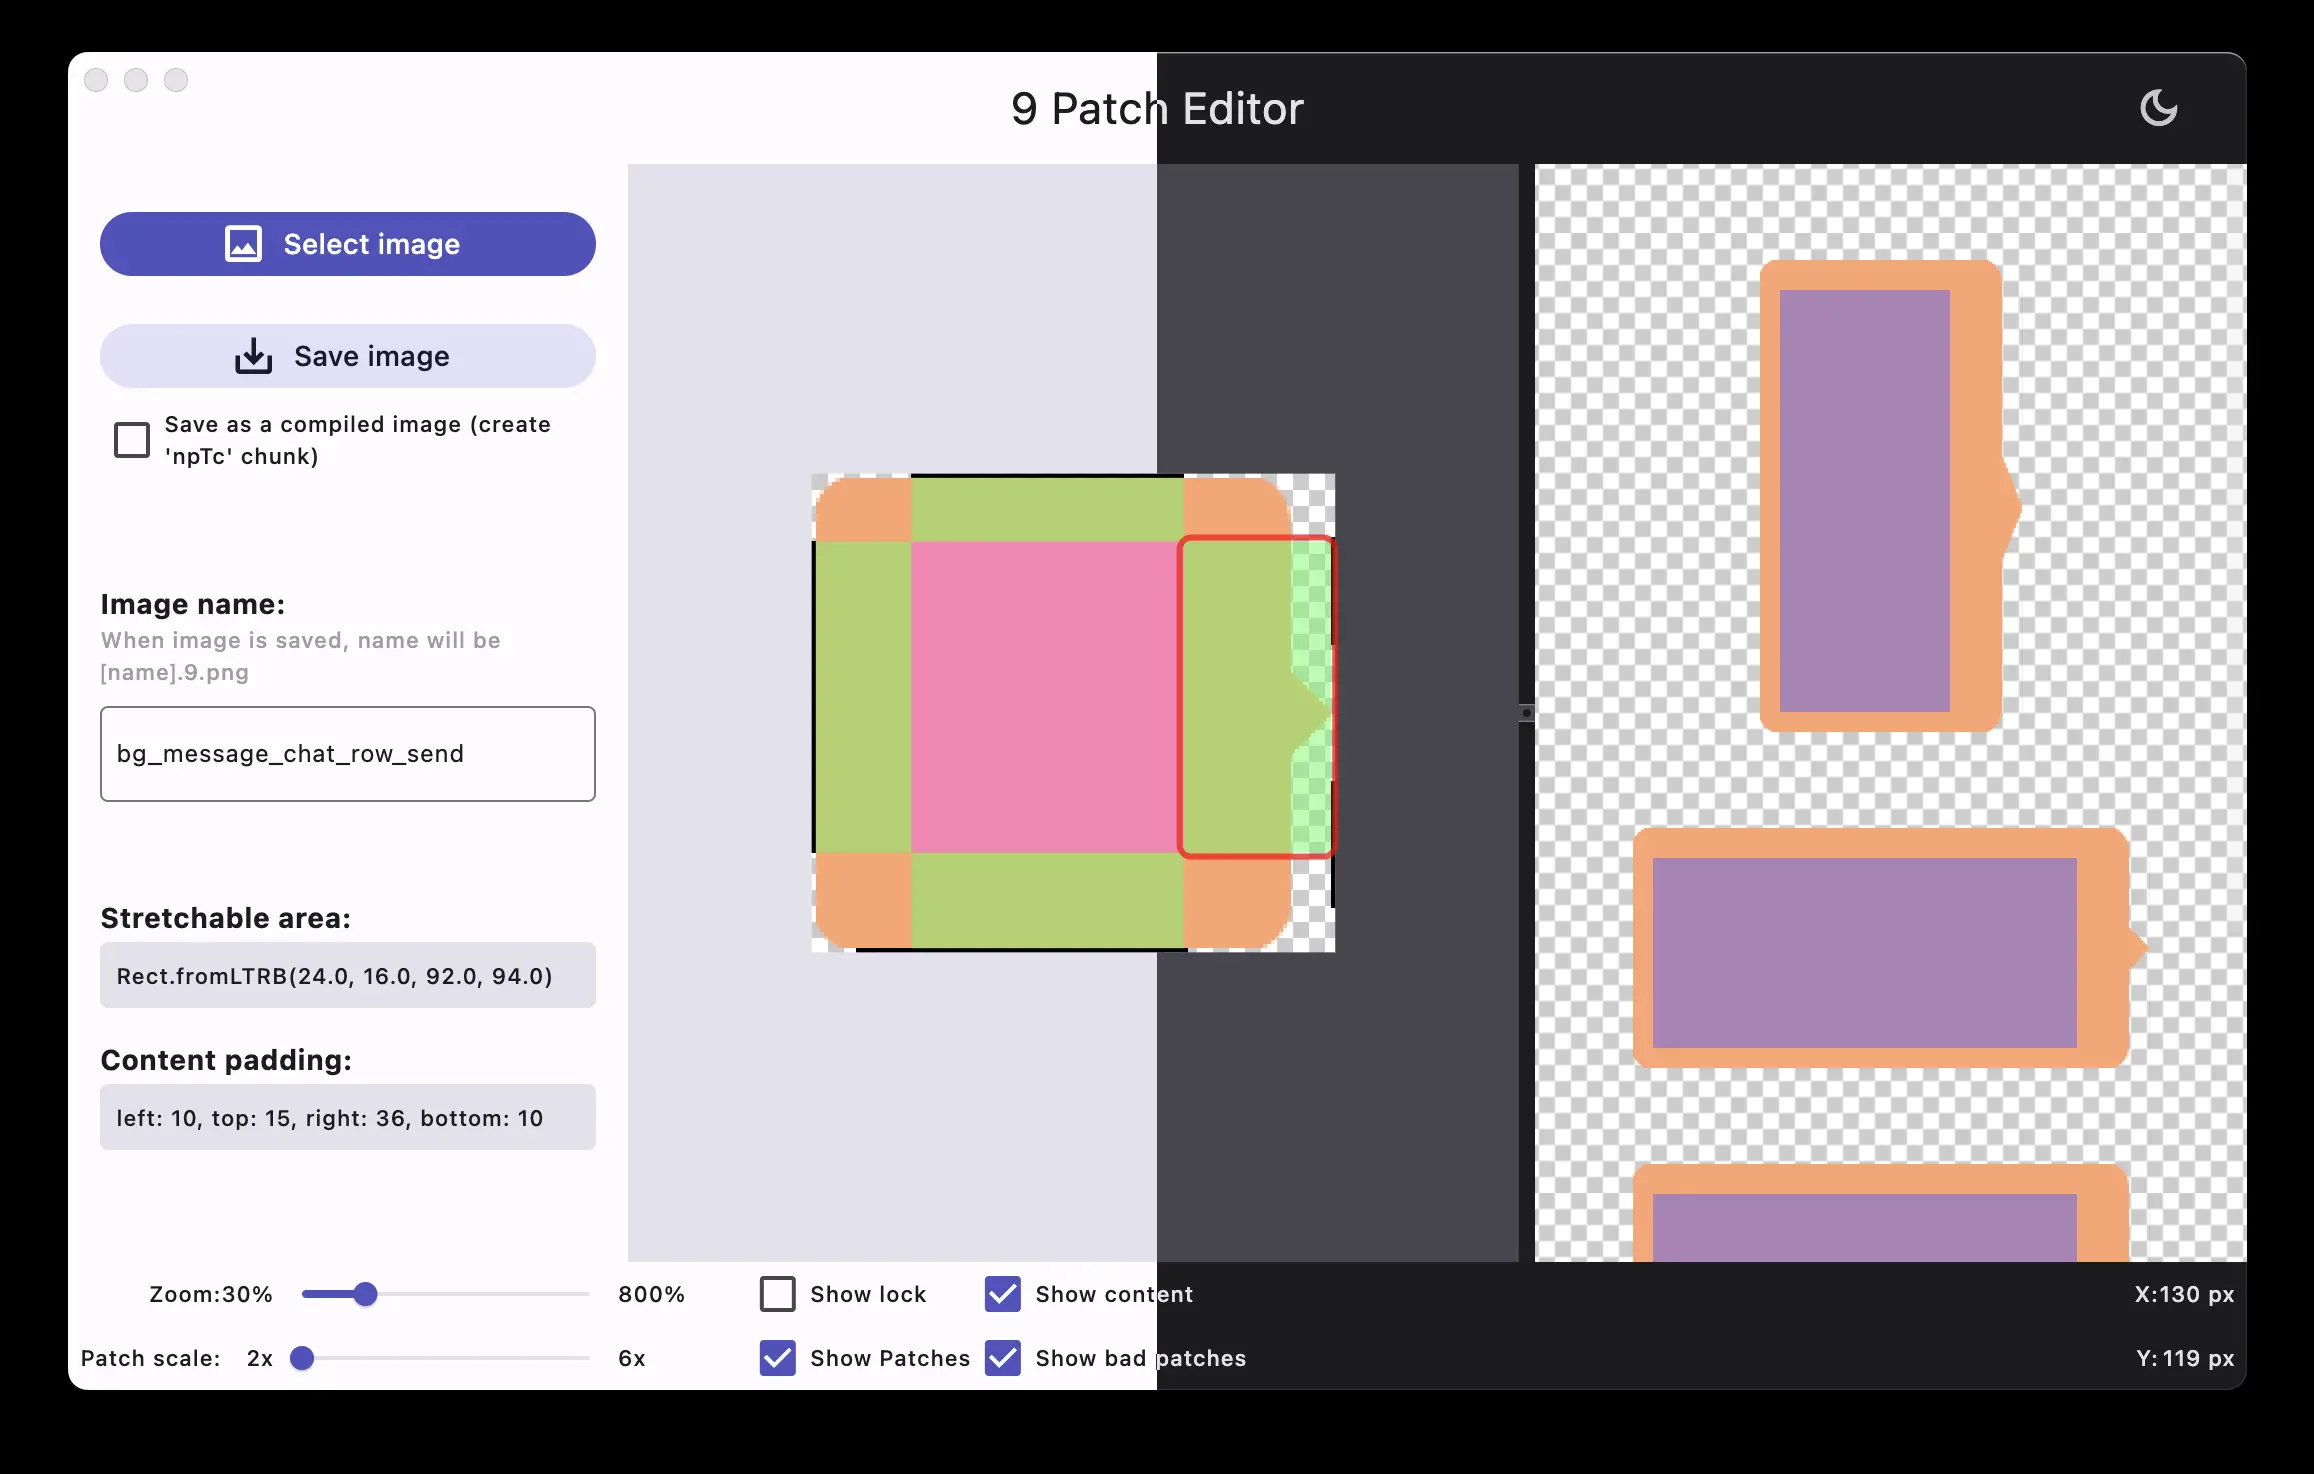 9 Patch Editor
Select image
Save image
Save as a compiled image (create
'npTc' chunk)
Image name:
When image is saved, name will be
[name].9.png
bg_message_chat_row_send
Stretchable area:
Rect.fromLTRB(24.0, 16.0, 92.0, 94.0)
Content padding:
left: 10, top: 15, right: 36, bottom: 10
Zoom:30% 800% Show lock Show content X:130 px
Patch scale: 2x 6x Show Patches Show bad patches Y: 119 px